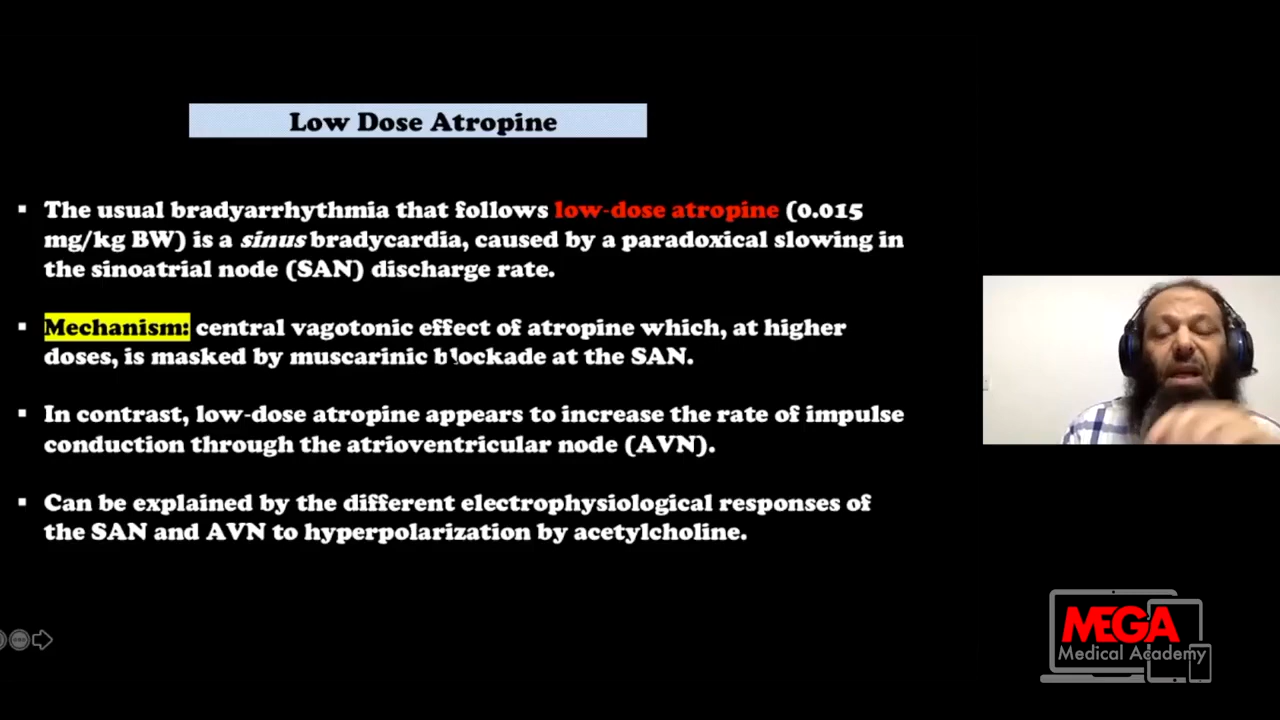 Low Dose Atropine
▪ The usual bradyarrhythmia that follows low-dose atropine (0.015
mg/kg BW) is a sinus bradycardia, caused by a paradoxical slowing in
the sinoatrial node (SAN) discharge rate.
▪ Mechanism: central vagotonic effect of atropine which, at higher
doses, is masked by muscarinic blockade at the SAN.
▪ In contrast, low-dose atropine appears to increase the rate of impulse
conduction through the atrioventricular node (AVN).
▪ Can be explained by the different electrophysiological responses of
the SAN and AVN to hyperpolarization by acetylcholine.
MEGA
Medical Academy